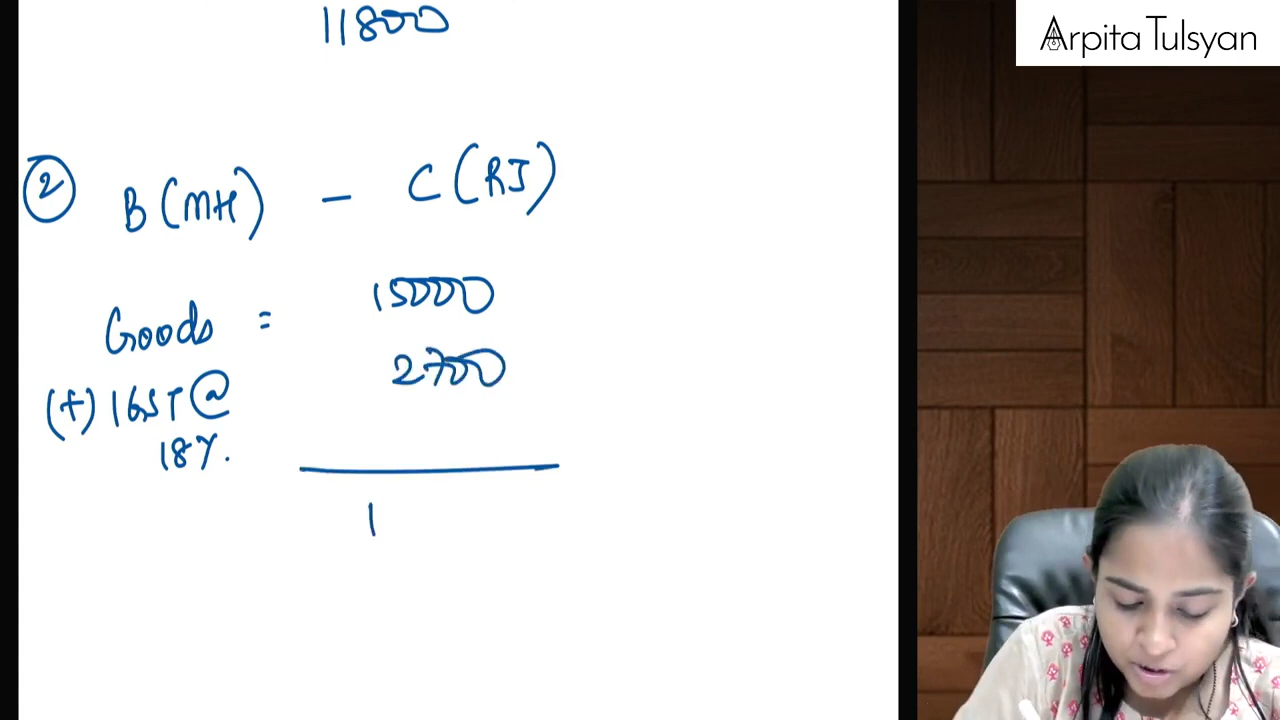 Arpita Tulsyan
11800
2 B (MH) - C (RJ)
Goods = 15000
(+) IGST @ 2700
18%.
1